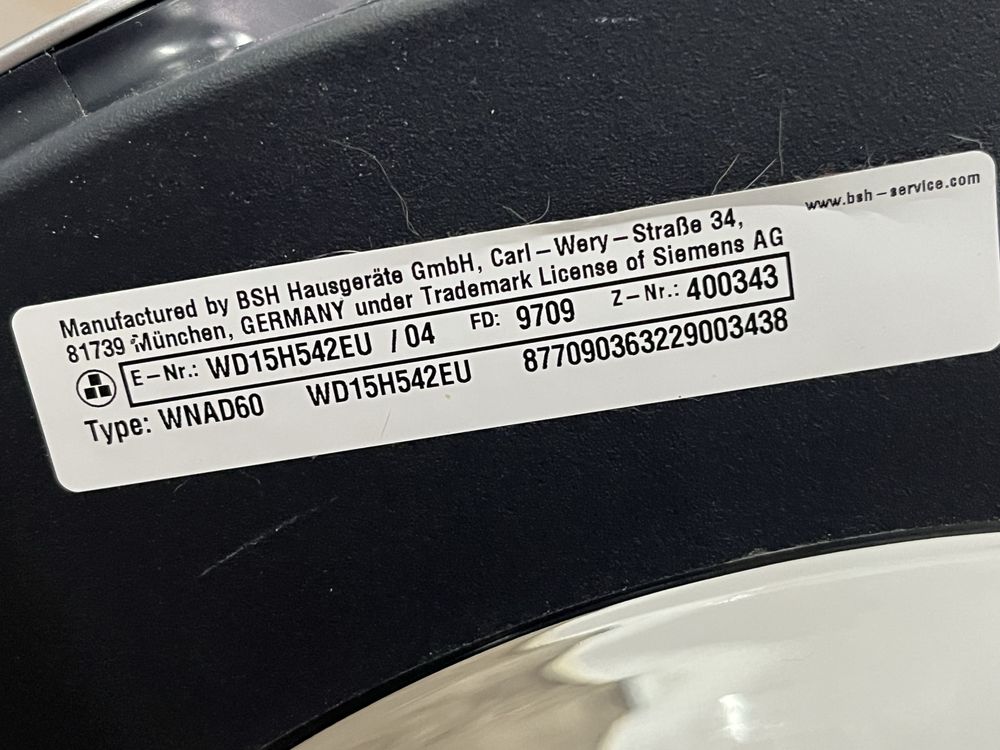 www.bsh-service.com
Manufactured by BSH Hausgeräte GmbH, Carl-Wery-Straße 34,
81739 München, GERMANY under Trademark License of Siemens AG
E-Nr.: WD15H542EU /04 FD: 9709 Z-Nr.: 400343
Type: WNAD60 WD15H542EU 877090363229003438